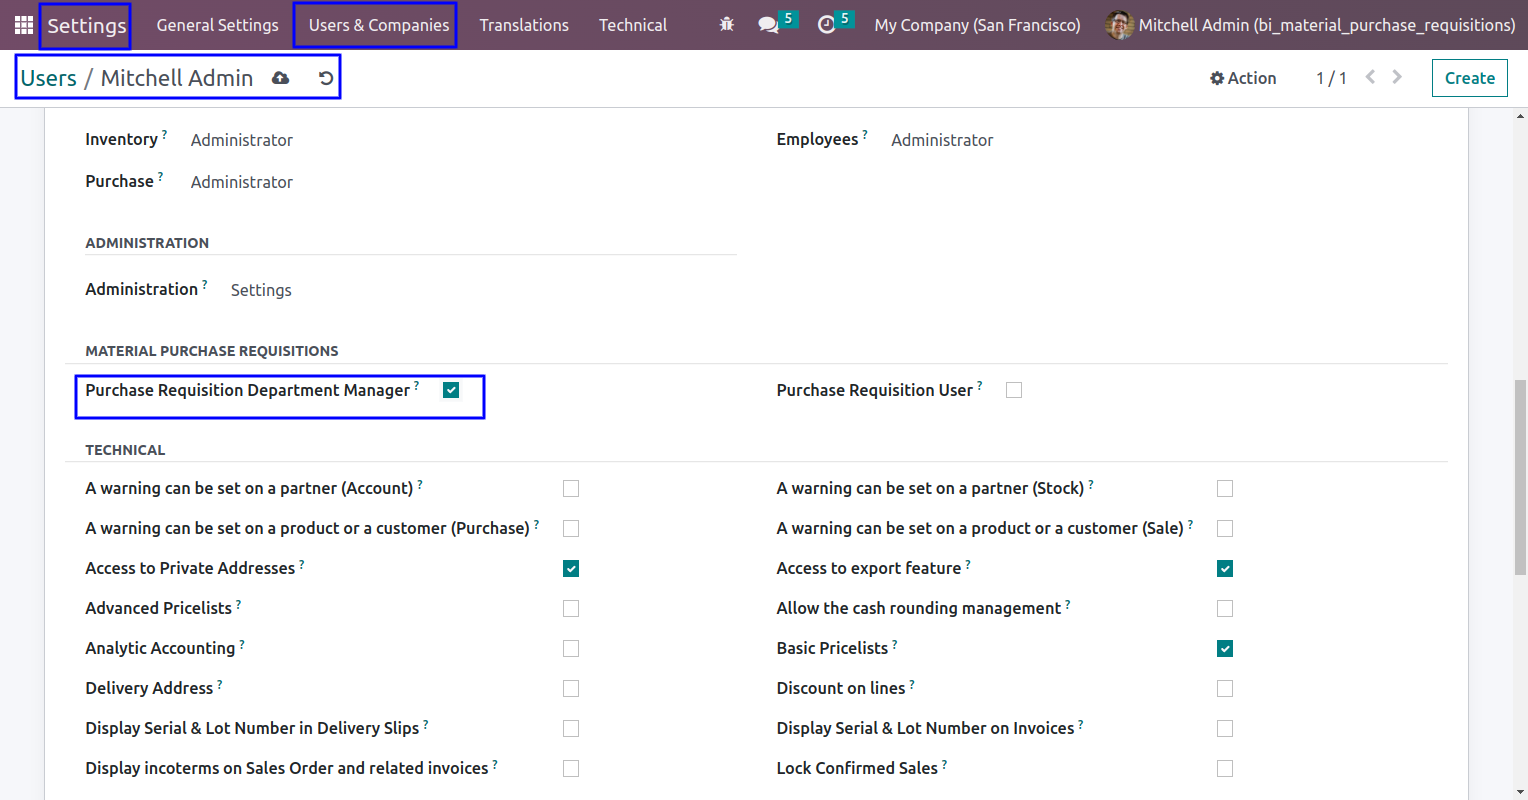 Settings General Settings Users & Companies Translations Technical 5 5 My Company (San Francisco) Mitchell Admin (bi_material_purchase_requisitions)
Users / Mitchell Admin Action 1 / 1 Create
Inventory ? Administrator Employees ? Administrator
Purchase ? Administrator
ADMINISTRATION
Administration ? Settings
MATERIAL PURCHASE REQUISITIONS
Purchase Requisition Department Manager ? Purchase Requisition User ?
TECHNICAL
A warning can be set on a partner (Account) ? A warning can be set on a partner (Stock) ?
A warning can be set on a product or a customer (Purchase) ? A warning can be set on a product or a customer (Sale) ?
Access to Private Addresses ? Access to export feature ?
Advanced Pricelists ? Allow the cash rounding management ?
Analytic Accounting ? Basic Pricelists ?
Delivery Address ? Discount on lines ?
Display Serial & Lot Number in Delivery Slips ? Display Serial & Lot Number on Invoices ?
Display incoterms on Sales Order and related invoices ? Lock Confirmed Sales ?